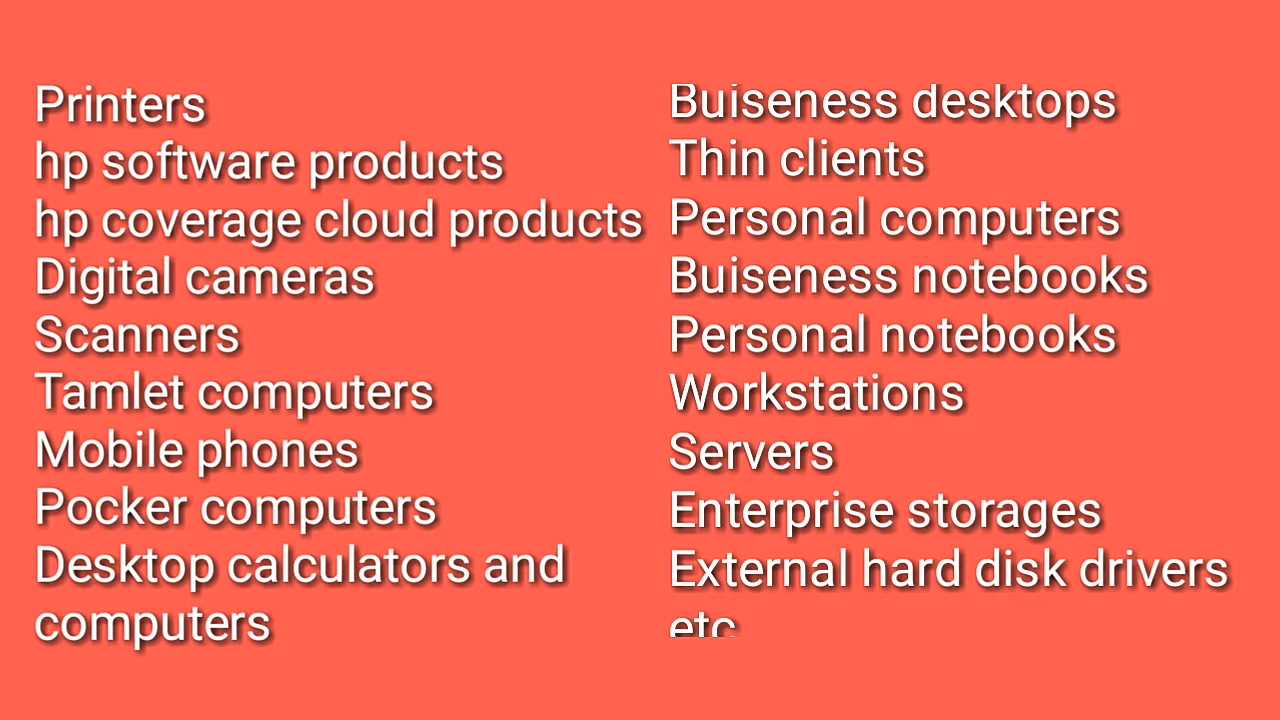 Printers
hp software products
hp coverage cloud products
Digital cameras
Scanners
Tamlet computers
Mobile phones
Pocker computers
Desktop calculators and
computers
Buiseness desktops
Thin clients
Personal computers
Buiseness notebooks
Personal notebooks
Workstations
Servers
Enterprise storages
External hard disk drivers
etc